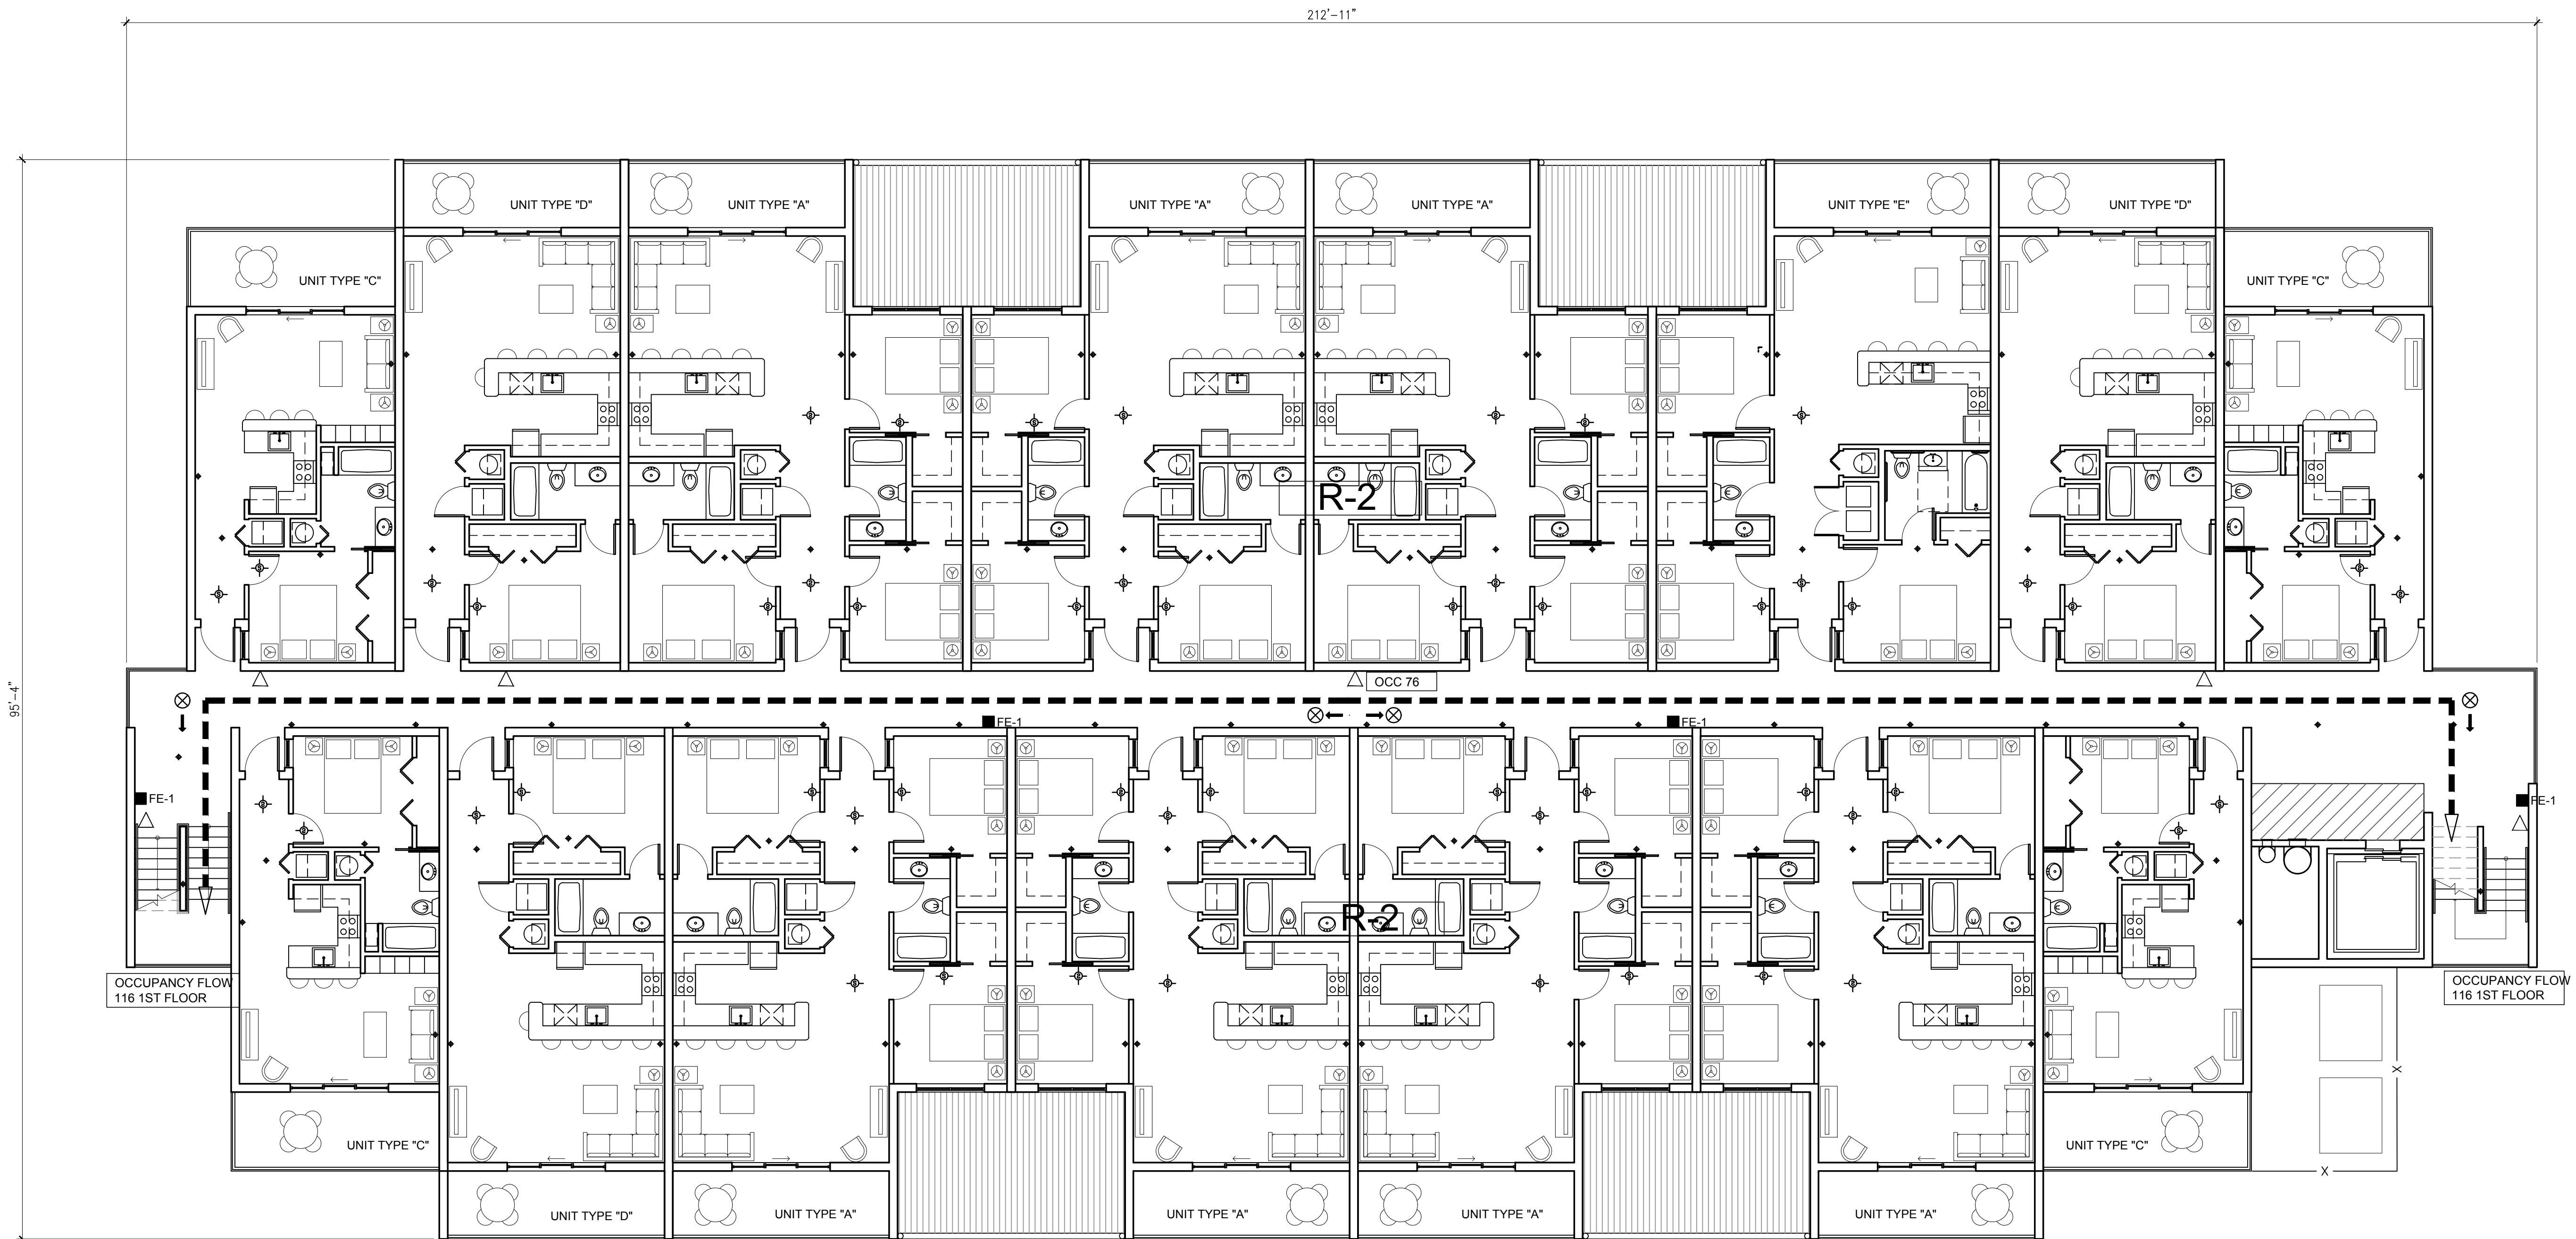 212'-11"
UNIT TYPE "D"
UNIT TYPE "A"
UNIT TYPE "A"
UNIT TYPE "A"
UNIT TYPE "E"
UNIT TYPE "D"
UNIT TYPE "C"
UNIT TYPE "C"
R-2
95'-4"
OCC 76
FE-1
FE-1
FE-1
FE-1
R-2
OCCUPANCY FLOW
116 1ST FLOOR
OCCUPANCY FLOW
116 1ST FLOOR
X
UNIT TYPE "C"
UNIT TYPE "C"
X
UNIT TYPE "D"
UNIT TYPE "A"
UNIT TYPE "A"
UNIT TYPE "A"
UNIT TYPE "A"